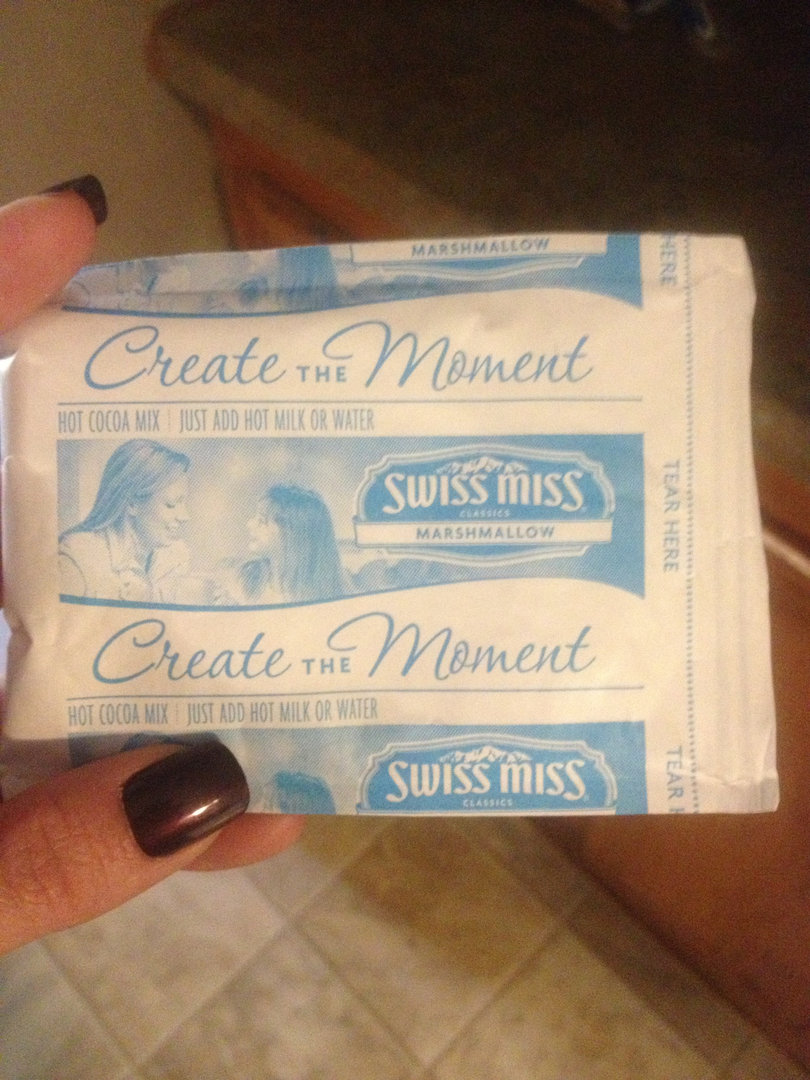 MARSHMALLOW
HERE
Create THE Moment
HOT COCOA MIX | JUST ADD HOT MILK OR WATER
SWISS MISS
CLASSICS
MARSHMALLOW
TEAR HERE
Create THE Moment
HOT COCOA MIX | JUST ADD HOT MILK OR WATER
SWISS MISS
CLASSICS
TEAR